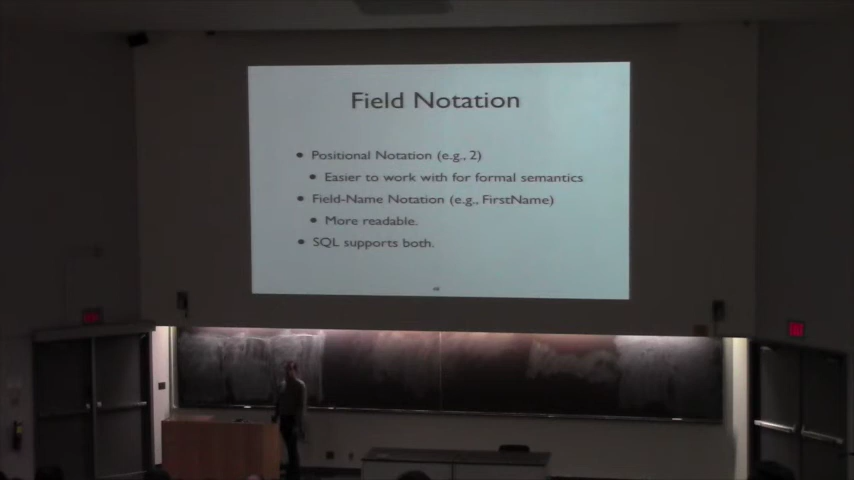 Field Notation
• Positional Notation (e.g., 2)
• Easier to work with for formal semantics
• Field-Name Notation (e.g., FirstName)
• More readable.
• SQL supports both.